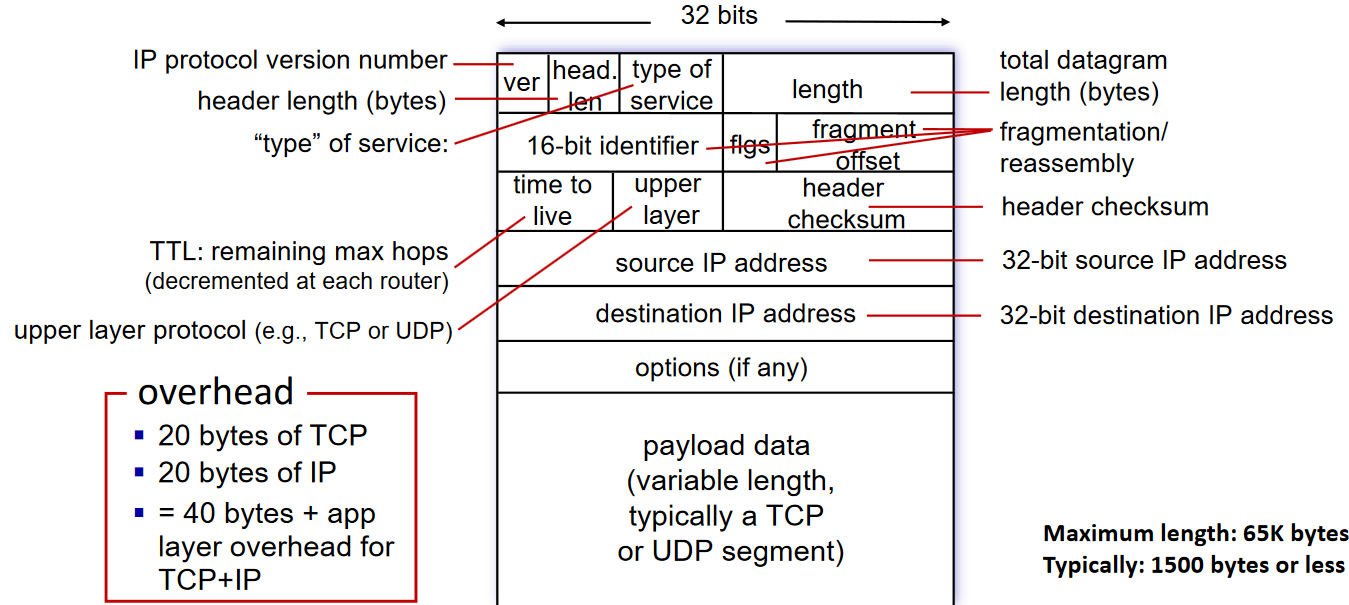 32 bits
IP protocol version number
header length (bytes)
“type” of service:
TTL: remaining max hops
(decremented at each router)
upper layer protocol (e.g., TCP or UDP)
ver
head.
len
type of
service
length
16-bit identifier
flgs
fragment
offset
time to
live
upper
layer
header
checksum
source IP address
destination IP address
options (if any)
payload data
(variable length,
typically a TCP
or UDP segment)
total datagram
length (bytes)
fragmentation/
reassembly
header checksum
32-bit source IP address
32-bit destination IP address
overhead
▪ 20 bytes of TCP
▪ 20 bytes of IP
▪ = 40 bytes + app
layer overhead for
TCP+IP
Maximum length: 65K bytes
Typically: 1500 bytes or less